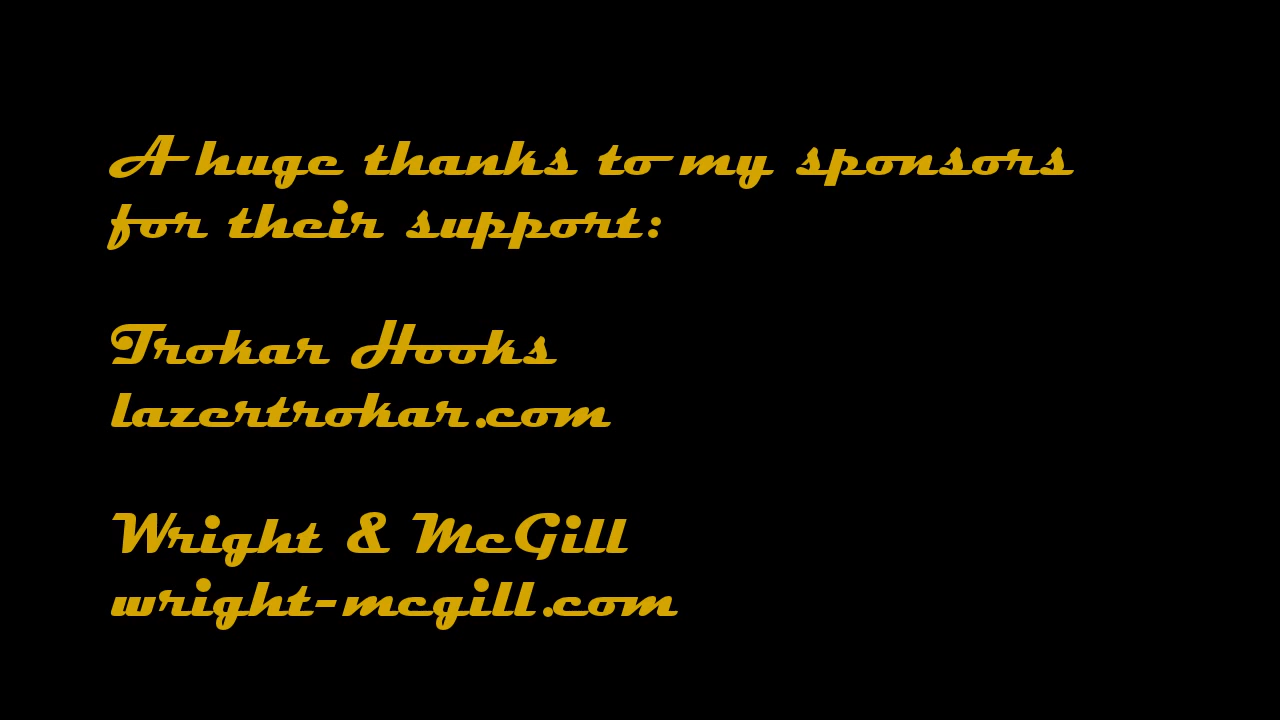 A huge thanks to my sponsors
for their support:
Trokar Hooks
lazertrokar.com
Wright & McGill
wright-mcgill.com